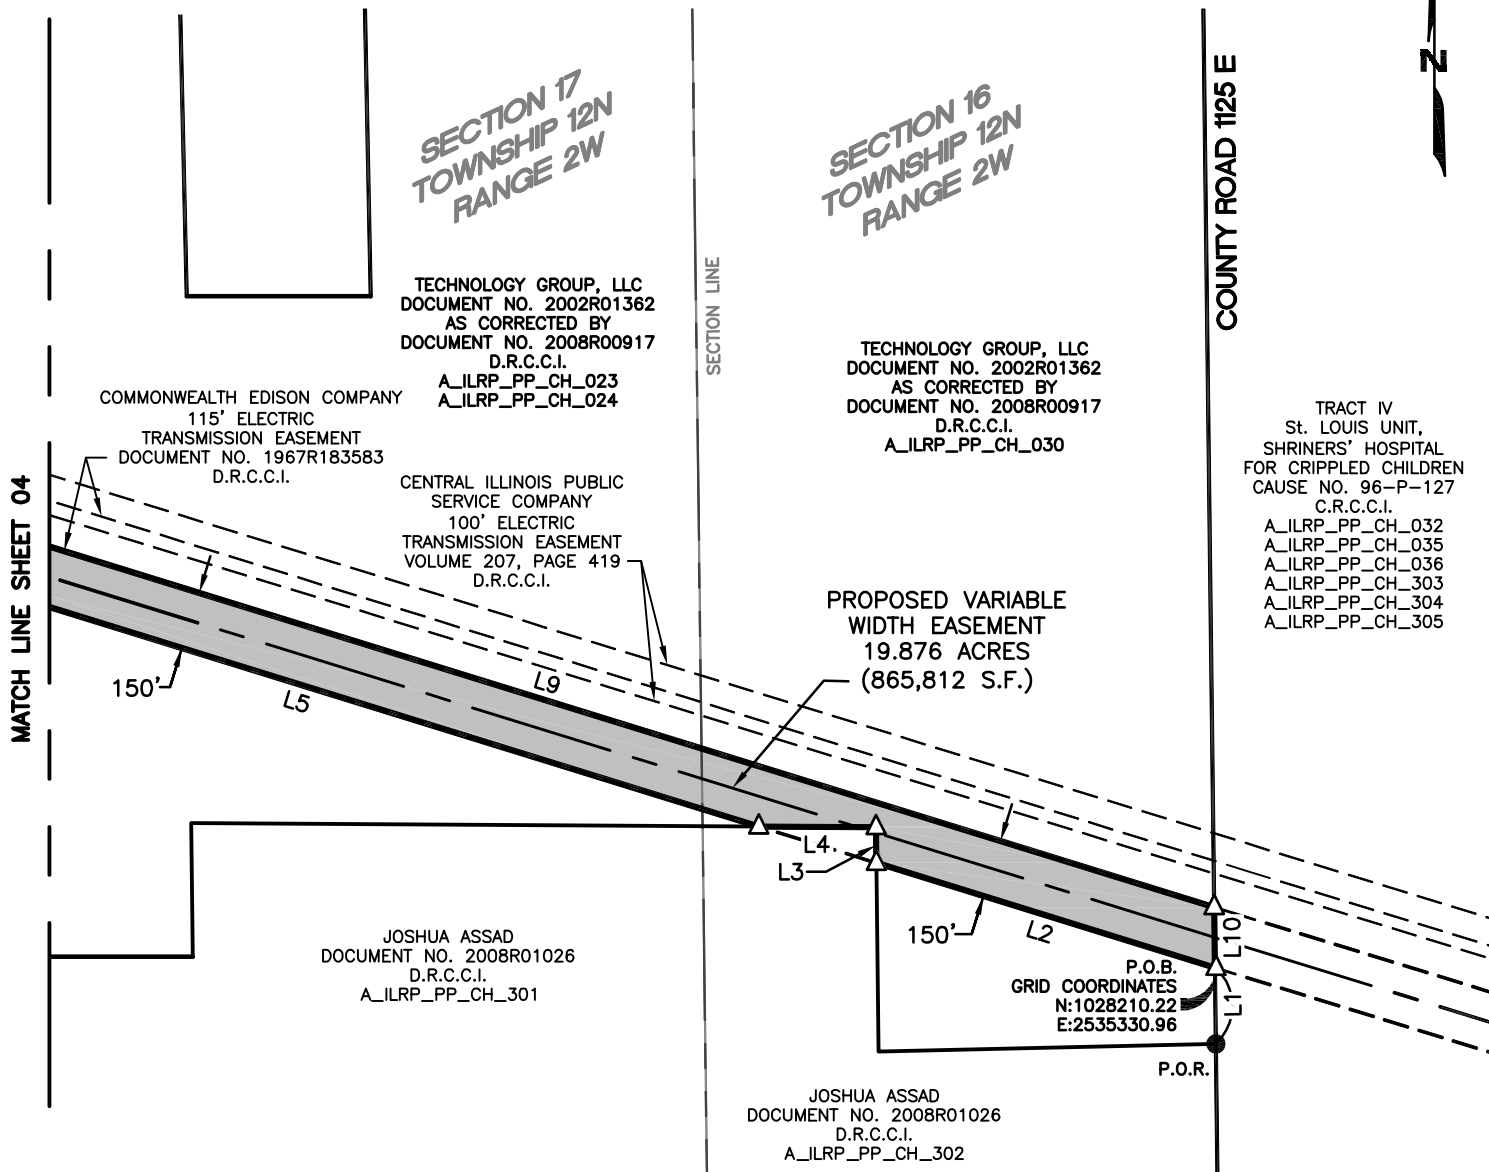 N
SECTION 17
TOWNSHIP 12N
RANGE 2W
SECTION 16
TOWNSHIP 12N
RANGE 2W
COUNTY ROAD 1125 E
SECTION LINE
TECHNOLOGY GROUP, LLC
DOCUMENT NO. 2002R01362
AS CORRECTED BY
DOCUMENT NO. 2008R00917
D.R.C.C.I.
A_ILRP_PP_CH_023
A_ILRP_PP_CH_024
TECHNOLOGY GROUP, LLC
DOCUMENT NO. 2002R01362
AS CORRECTED BY
DOCUMENT NO. 2008R00917
D.R.C.C.I.
A_ILRP_PP_CH_030
COMMONWEALTH EDISON COMPANY
115' ELECTRIC
TRANSMISSION EASEMENT
DOCUMENT NO. 1967R183583
D.R.C.C.I.
TRACT IV
St. LOUIS UNIT,
SHRINERS' HOSPITAL
FOR CRIPPLED CHILDREN
CAUSE NO. 96-P-127
C.R.C.C.I.
A_ILRP_PP_CH_032
A_ILRP_PP_CH_035
A_ILRP_PP_CH_036
A_ILRP_PP_CH_303
A_ILRP_PP_CH_304
A_ILRP_PP_CH_305
CENTRAL ILLINOIS PUBLIC
SERVICE COMPANY
100' ELECTRIC
TRANSMISSION EASEMENT
VOLUME 207, PAGE 419
D.R.C.C.I.
MATCH LINE SHEET 04
PROPOSED VARIABLE
WIDTH EASEMENT
19.876 ACRES
(865,812 S.F.)
150'
L5
L9
L4
L3
150'
L2
L10
P.O.B.
GRID COORDINATES
N:1028210.22
E:2535330.96
L1
P.O.R.
JOSHUA ASSAD
DOCUMENT NO. 2008R01026
D.R.C.C.I.
A_ILRP_PP_CH_301
JOSHUA ASSAD
DOCUMENT NO. 2008R01026
D.R.C.C.I.
A_ILRP_PP_CH_302